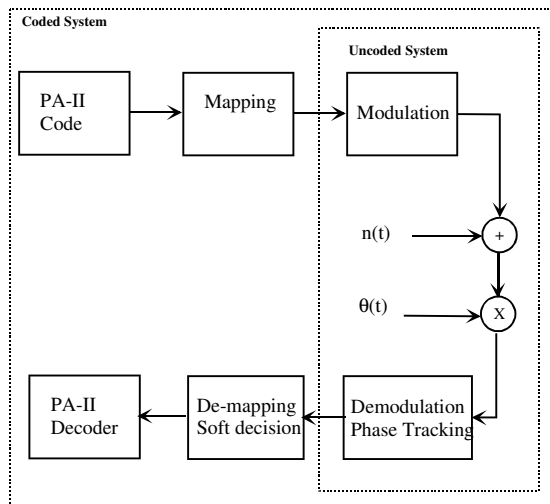 Coded System
Uncoded System
PA-II
Code
Mapping
Modulation
n(t)
+
θ(t)
X
PA-II
Decoder
De-mapping
Soft decision
Demodulation
Phase Tracking